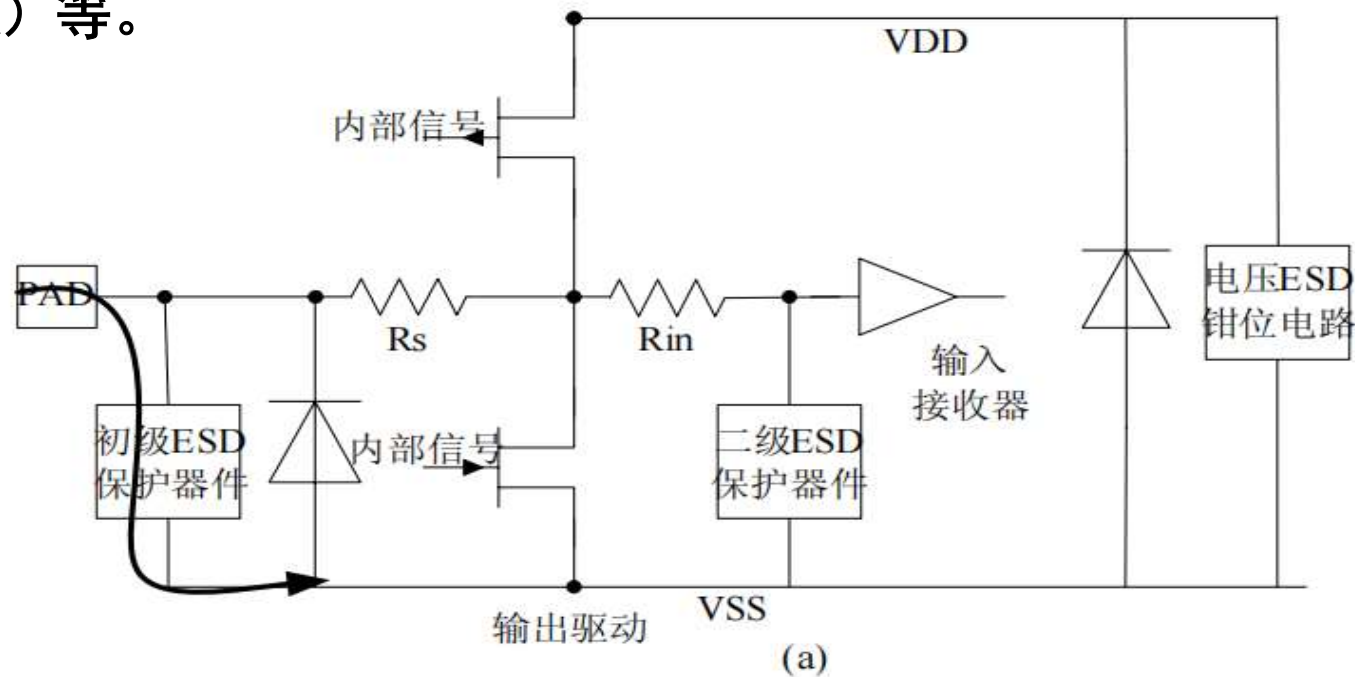 ）等。
VDD
内部信号
PAD
Rs
Rin
输入
接收器
电压ESD
钳位电路
初级ESD
保护器件
内部信号
二级ESD
保护器件
VSS
输出驱动
(a)